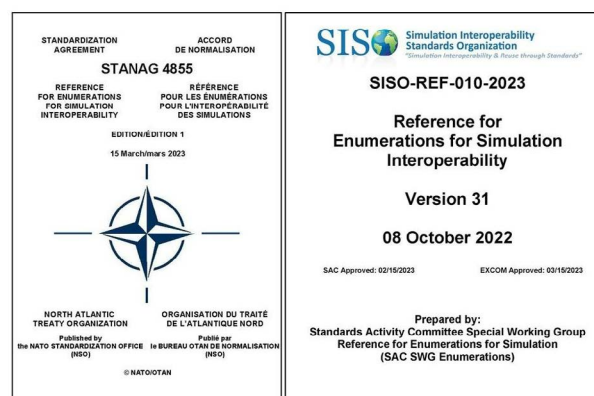 STANDARDIZATION
AGREEMENT
ACCORD
DE NORMALISATION
STANAG 4855
REFERENCE
FOR ENUMERATIONS
FOR SIMULATION
INTEROPERABILITY
RÉFÉRENCE
POUR LES ÉNUMÉRATIONS
POUR L'INTEROPÉRABILITÉ
DES SIMULATIONS
EDITION/ÉDITION 1
15 March/mars 2023
NORTH ATLANTIC
TREATY ORGANIZATION
ORGANISATION DU TRAITÉ
DE L'ATLANTIQUE NORD
Published by
the NATO STANDARDIZATION OFFICE
(NSO)
Publié par
le BUREAU OTAN DE NORMALISATION
(NSO)
© NATO/OTAN
SISO
Simulation Interoperability
Standards Organization
"Simulation Interoperability & Reuse through Standards"
SISO-REF-010-2023
Reference for
Enumerations for Simulation
Interoperability
Version 31
08 October 2022
SAC Approved: 02/15/2023
EXCOM Approved: 03/15/2023
Prepared by:
Standards Activity Committee Special Working Group
Reference for Enumerations for Simulation
(SAC SWG Enumerations)